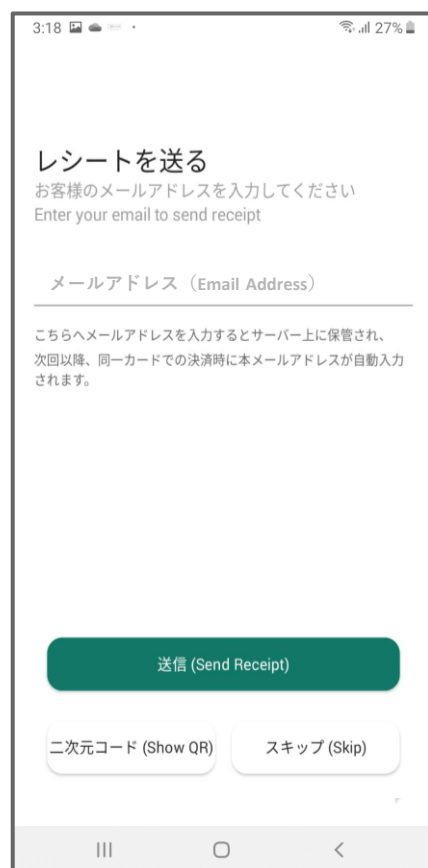 3:18
27%
レシートを送る
お客様のメールアドレスを入力してください
Enter your email to send receipt
メールアドレス（Email Address）
こちらへメールアドレスを入力するとサーバー上に保管され、
次回以降、同一カードでの決済時に本メールアドレスが自動入力
されます。
送信 (Send Receipt)
二次元コード (Show QR)
スキップ (Skip)